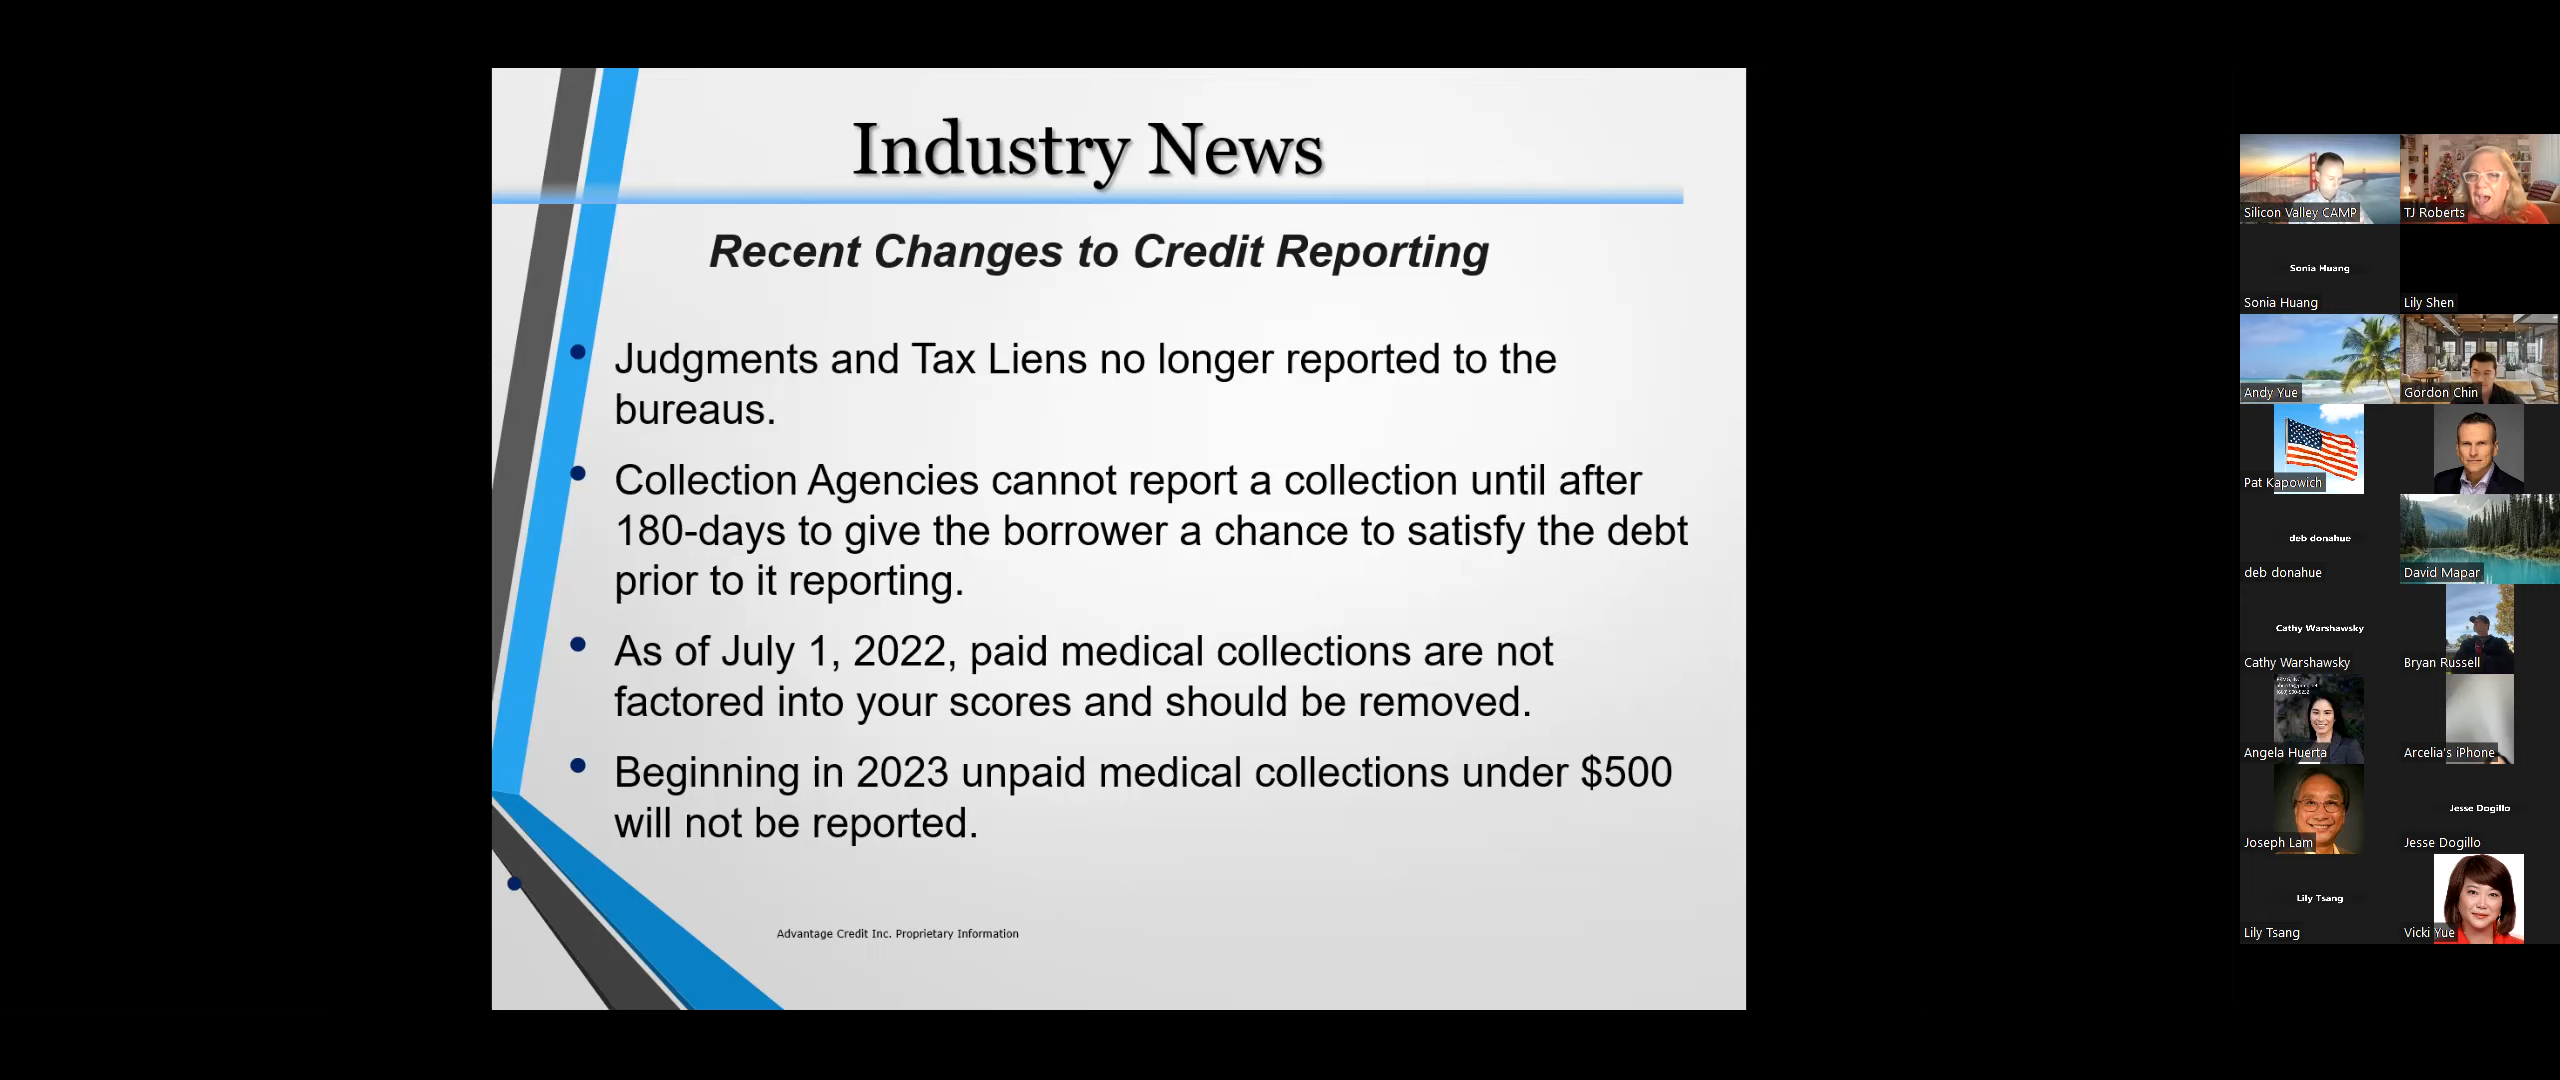 Industry News
Recent Changes to Credit Reporting
Judgments and Tax Liens no longer reported to the
bureaus.
Collection Agencies cannot report a collection until after
180-days to give the borrower a chance to satisfy the debt
prior to it reporting.
As of July 1, 2022, paid medical collections are not
factored into your scores and should be removed.
Beginning in 2023 unpaid medical collections under $500
will not be reported.
Advantage Credit Inc. Proprietary Information
Silicon Valley CAMP
TJ Roberts
Sonia Huang
Sonia Huang
Lily Shen
Andy Yue
Gordon Chin
Pat Kapowich
deb donahue
deb donahue
David Mapar
Cathy Warshawsky
Cathy Warshawsky
Bryan Russell
Angela Huerta
Arcelia's iPhone
Joseph Lam
Jesse Dogillo
Jesse Dogillo
Lily Tsang
Lily Tsang
Vicki Yue